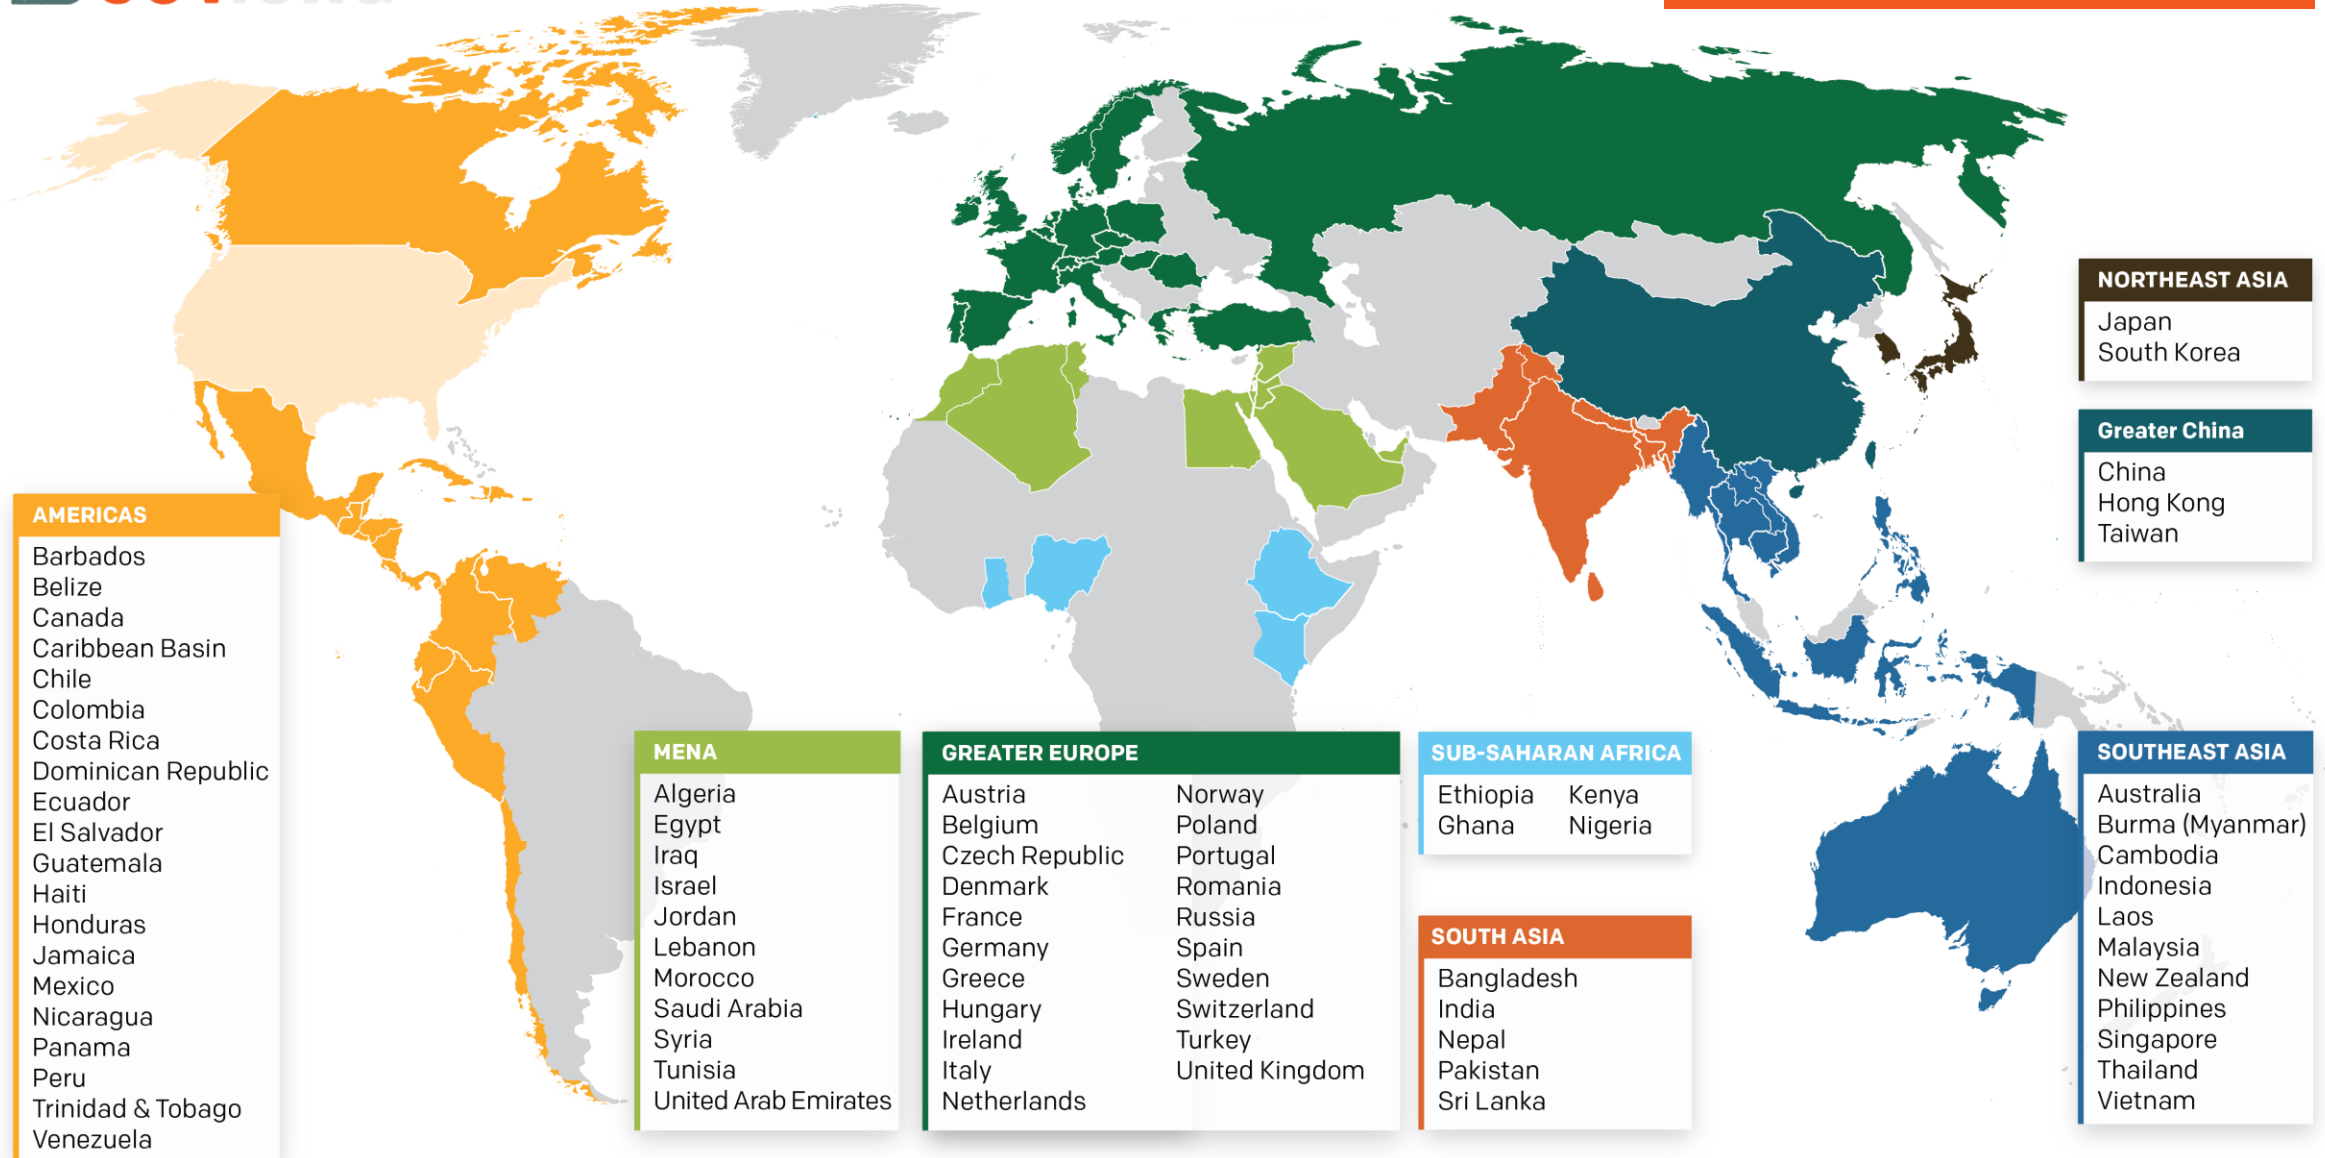 NORTHEAST ASIA
Japan
South Korea
Greater China
China
Hong Kong
Taiwan
AMERICAS
Barbados
Belize
Canada
Caribbean Basin
Chile
Colombia
Costa Rica
Dominican Republic
Ecuador
El Salvador
Guatemala
Haiti
Honduras
Jamaica
Mexico
Nicaragua
Panama
Peru
Trinidad & Tobago
Venezuela
MENA
Algeria
Egypt
Iraq
Israel
Jordan
Lebanon
Morocco
Saudi Arabia
Syria
Tunisia
United Arab Emirates
GREATER EUROPE
Austria
Belgium
Czech Republic
Denmark
France
Germany
Greece
Hungary
Ireland
Italy
Netherlands
Norway
Poland
Portugal
Romania
Russia
Spain
Sweden
Switzerland
Turkey
United Kingdom
SUB-SAHARAN AFRICA
Ethiopia
Ghana
Kenya
Nigeria
SOUTH ASIA
Bangladesh
India
Nepal
Pakistan
Sri Lanka
SOUTHEAST ASIA
Australia
Burma (Myanmar)
Cambodia
Indonesia
Laos
Malaysia
New Zealand
Philippines
Singapore
Thailand
Vietnam